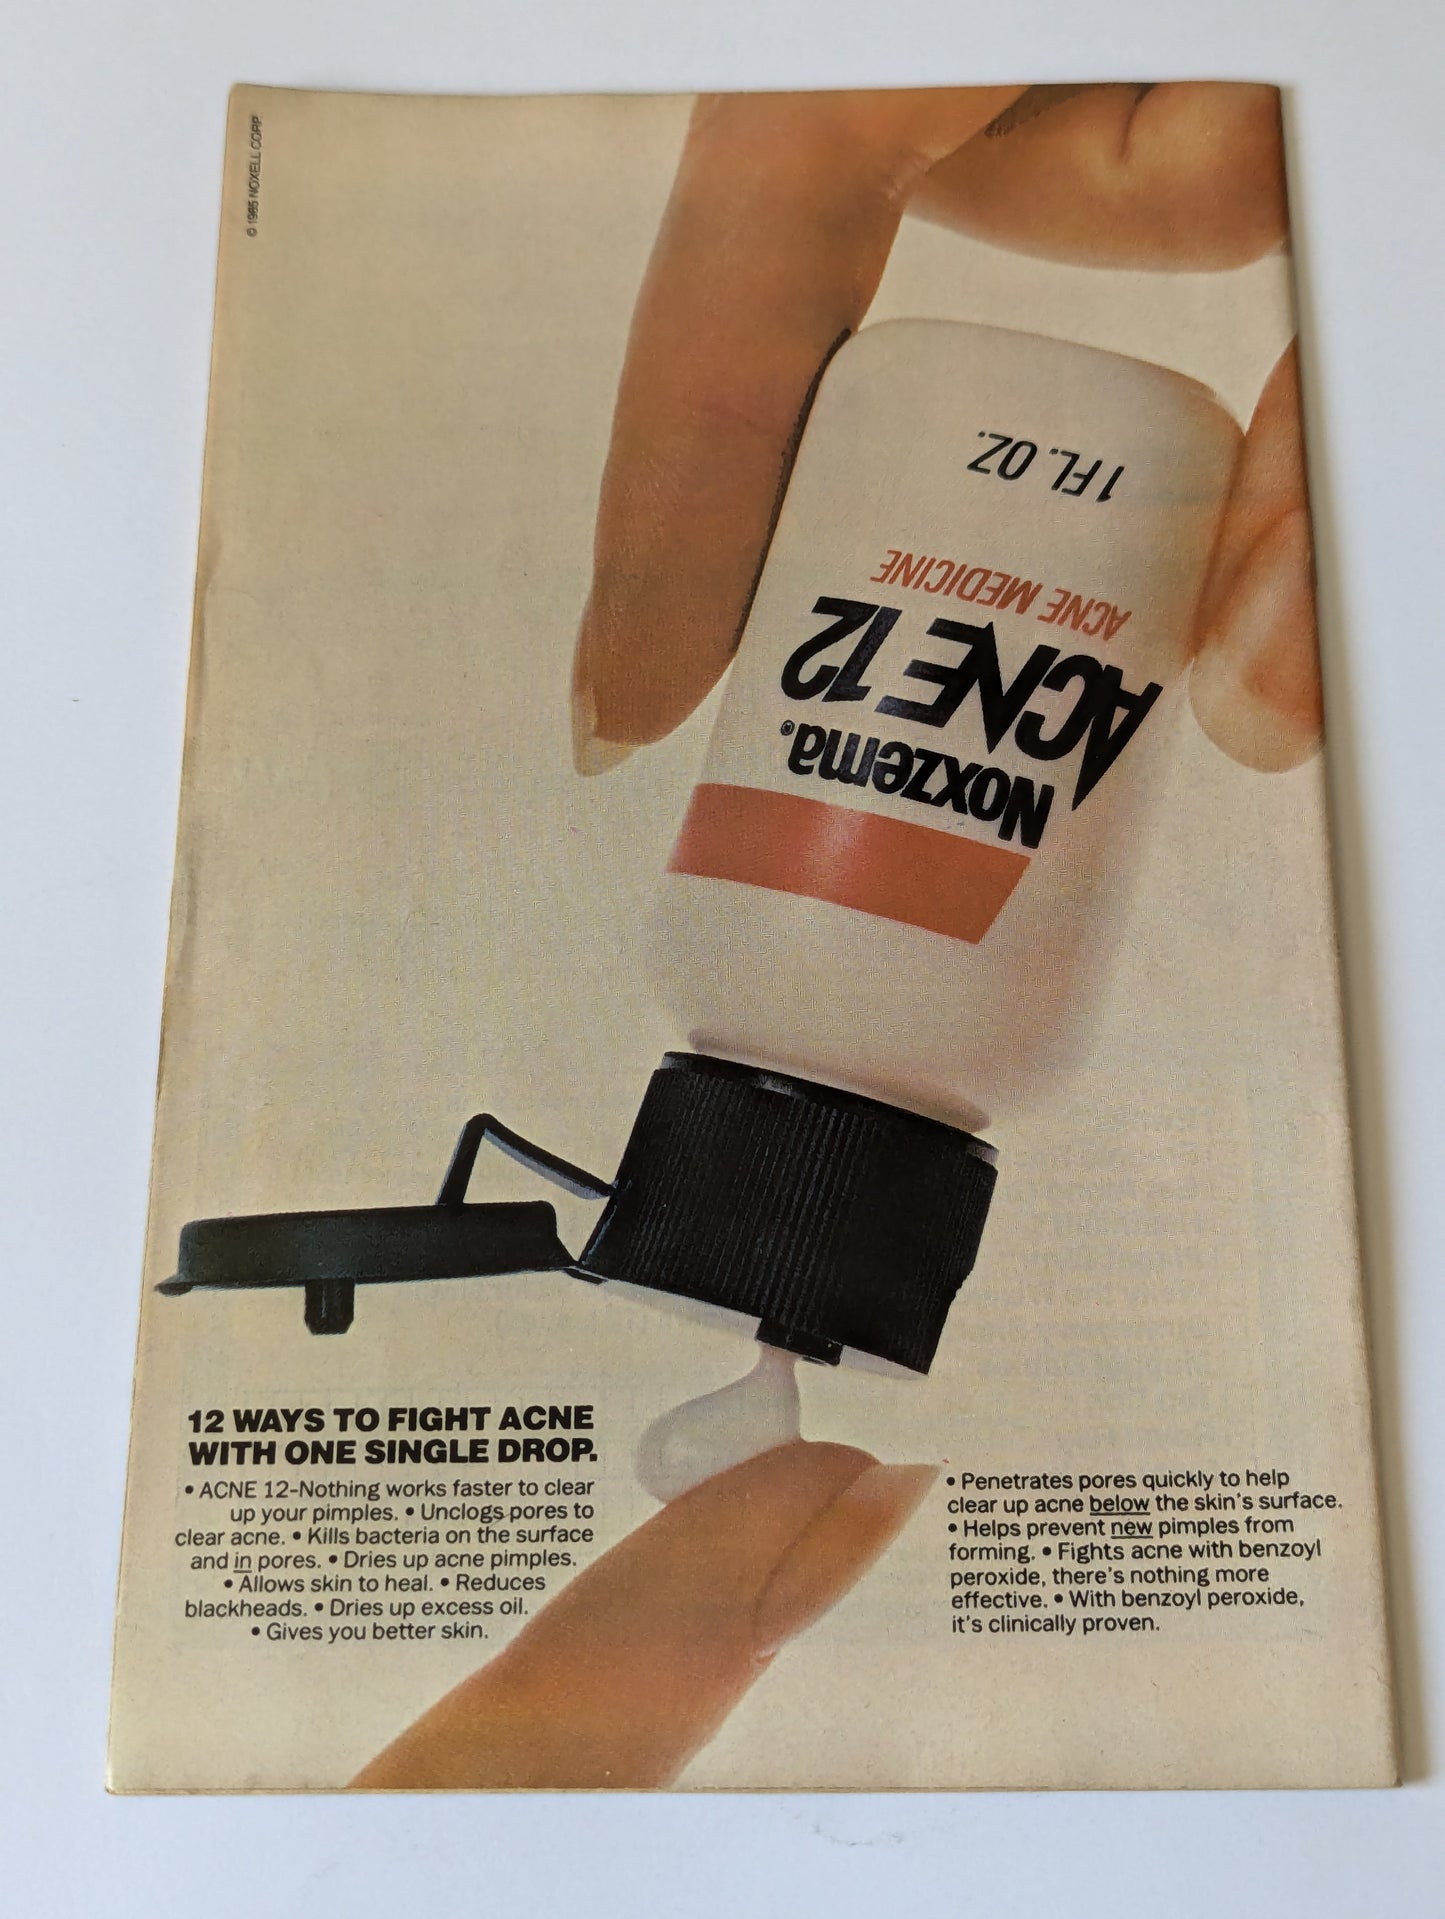 © 1985 NOXELL CORP.
1 FL. OZ.
ACNE MEDICINE
ACNE 12
Noxzema®
12 WAYS TO FIGHT ACNE
WITH ONE SINGLE DROP.
• ACNE 12–Nothing works faster to clear
up your pimples. • Unclogs pores to
clear acne. • Kills bacteria on the surface
and in pores. • Dries up acne pimples.
• Allows skin to heal. • Reduces
blackheads. • Dries up excess oil.
• Gives you better skin.
• Penetrates pores quickly to help
clear up acne below the skin's surface.
• Helps prevent new pimples from
forming. • Fights acne with benzoyl
peroxide, there's nothing more
effective. • With benzoyl peroxide,
it's clinically proven.